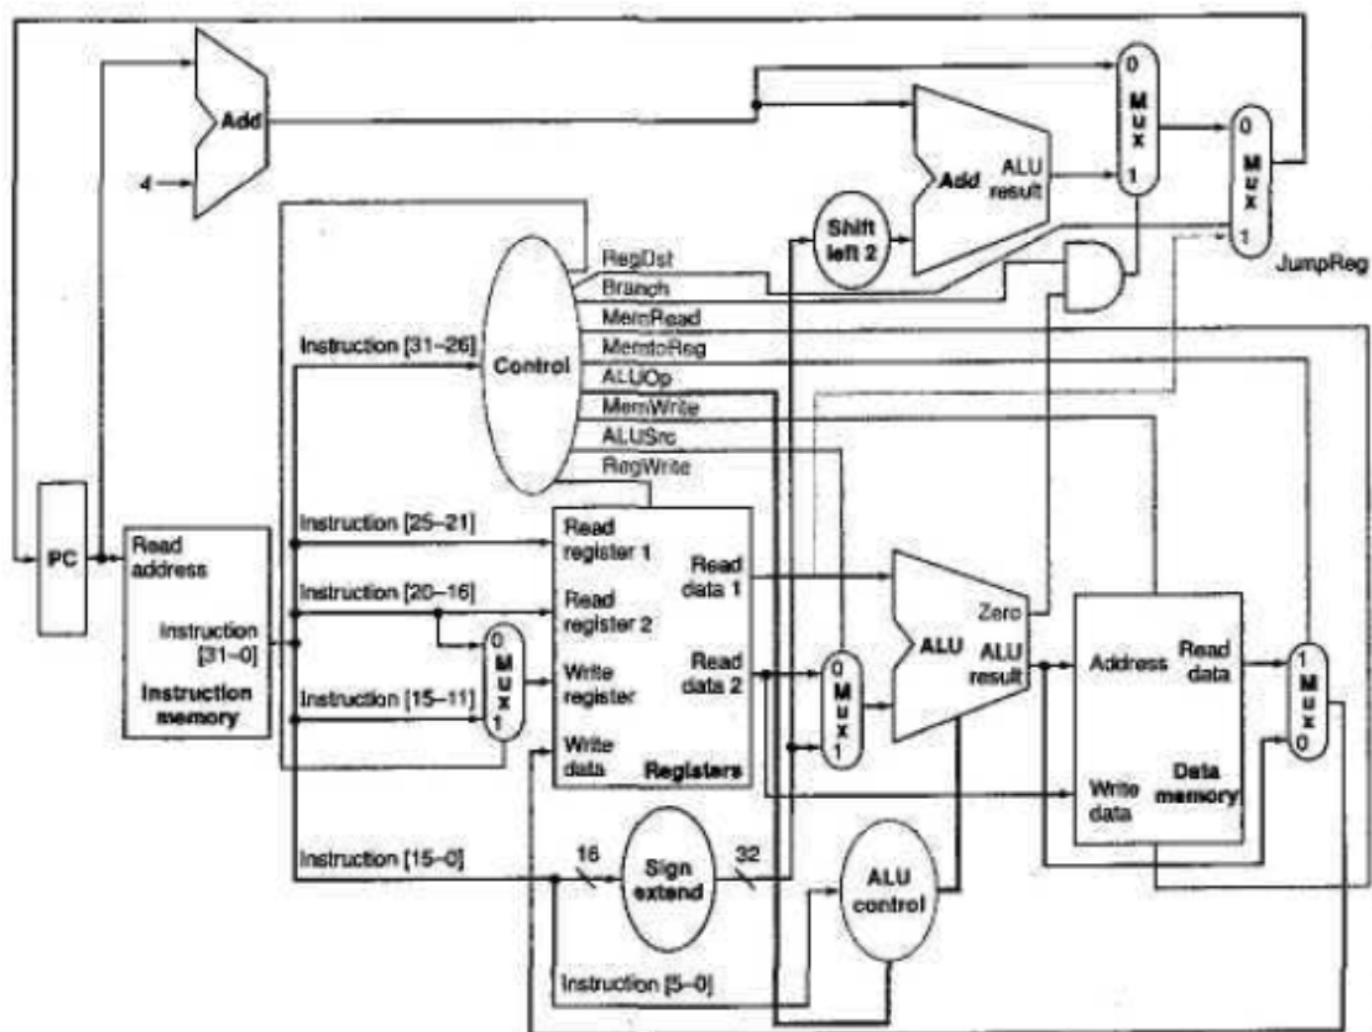 Add
4
0
M
u
x
1
Add
ALU
result
Shift
left 2
0
M
u
x
1
JumpReg
RegDst
Branch
MemRead
MemtoReg
ALUOp
MemWrite
ALUSrc
RegWrite
Control
Instruction [31–26]
PC
Read
address
Instruction
[31–0]
Instruction
memory
Instruction [25–21]
Instruction [20–16]
Instruction [15–11]
0
M
u
x
1
Read
register 1
Read
register 2
Write
register
Write
data
Read
data 1
Read
data 2
Registers
0
M
u
x
1
Zero
ALU
ALU
result
Address
Read
data
Write
data
Data
memory
1
M
u
x
0
Instruction [15–0]
16
Sign
extend
32
ALU
control
Instruction [5–0]